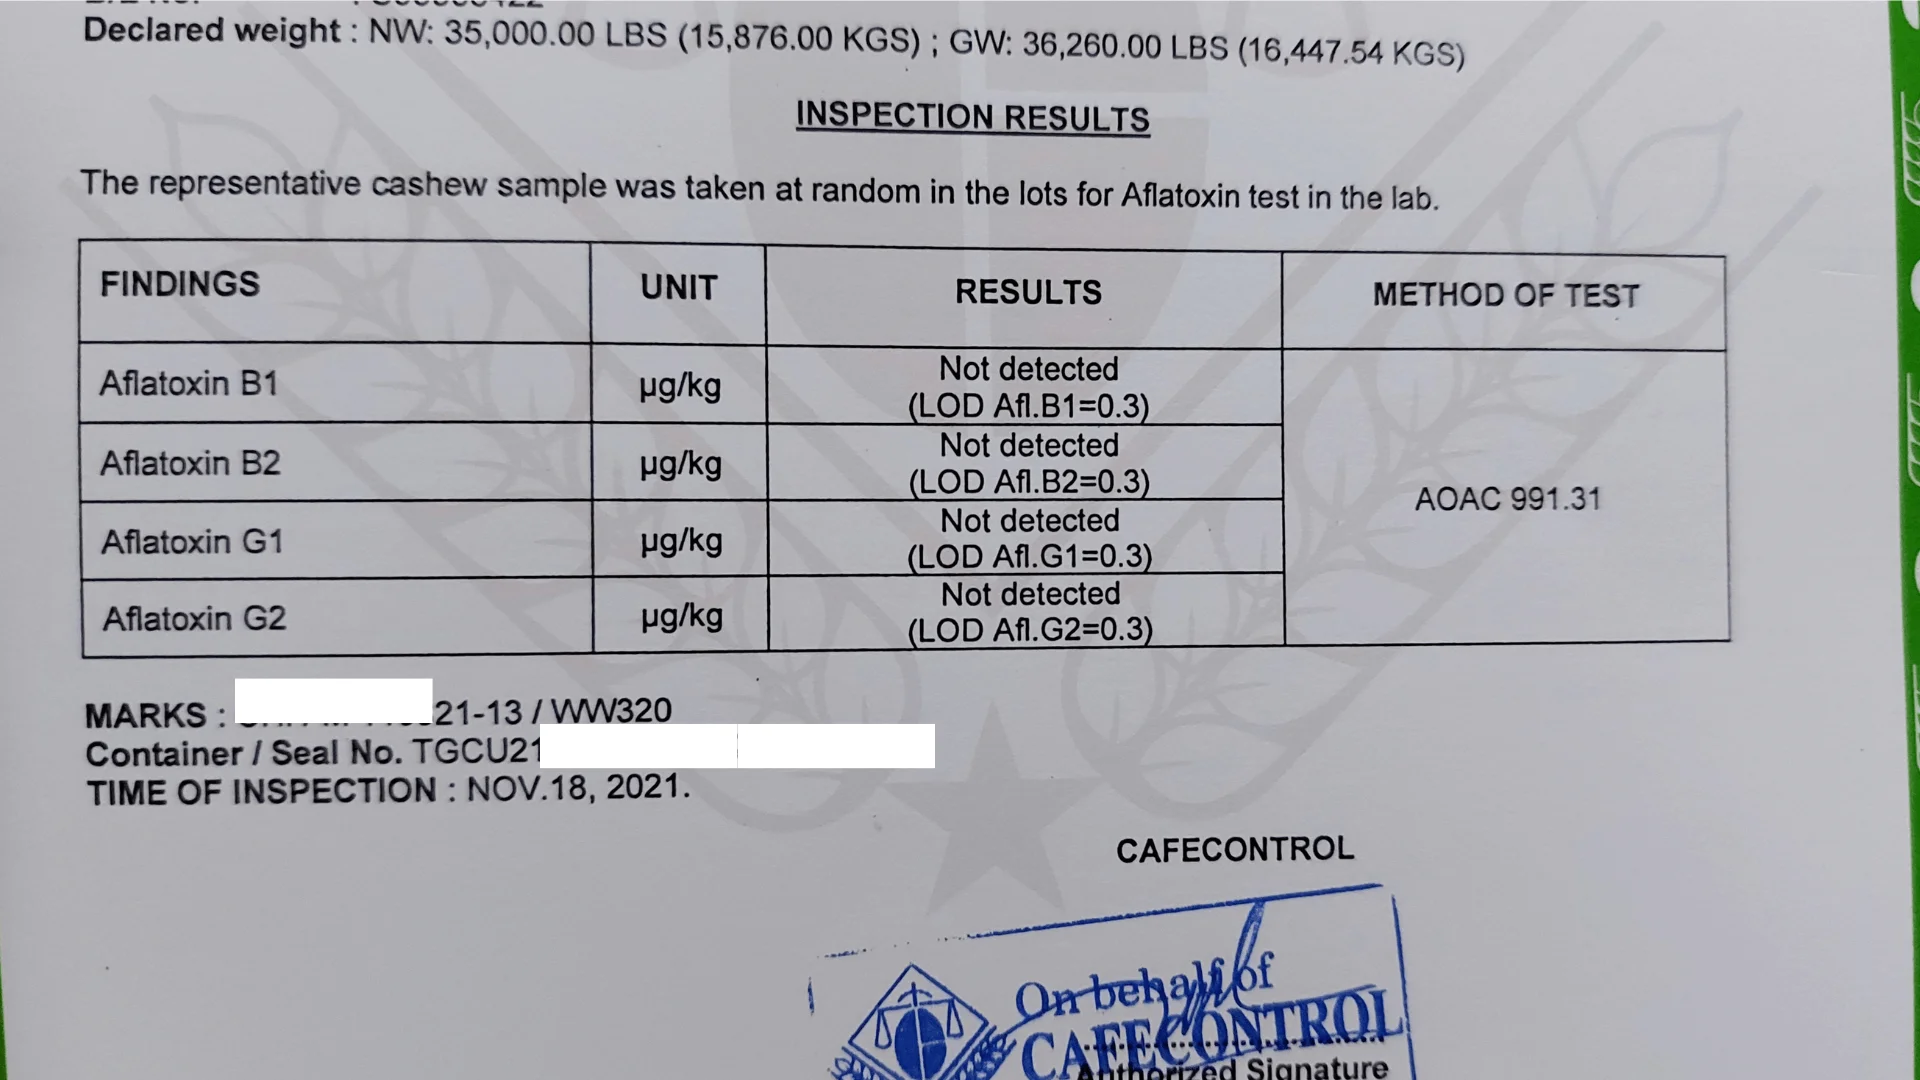 Declared weight : NW: 35,000.00 LBS (15,876.00 KGS) ; GW: 36,260.00 LBS (16,447.54 KGS)
INSPECTION RESULTS
The representative cashew sample was taken at random in the lots for Aflatoxin test in the lab.
FINDINGS UNIT RESULTS METHOD OF TEST
Aflatoxin B1 µg/kg Not detected
(LOD Afl.B1=0.3)
Aflatoxin B2 µg/kg Not detected
(LOD Afl.B2=0.3)
AOAC 991.31
Aflatoxin G1 µg/kg Not detected
(LOD Afl.G1=0.3)
Aflatoxin G2 µg/kg Not detected
(LOD Afl.G2=0.3)
MARKS : 21-13 / WW320
Container / Seal No. TGCU21
TIME OF INSPECTION : NOV.18, 2021.
CAFECONTROL
On behalf of
CAFECONTROL
Authorized Signature